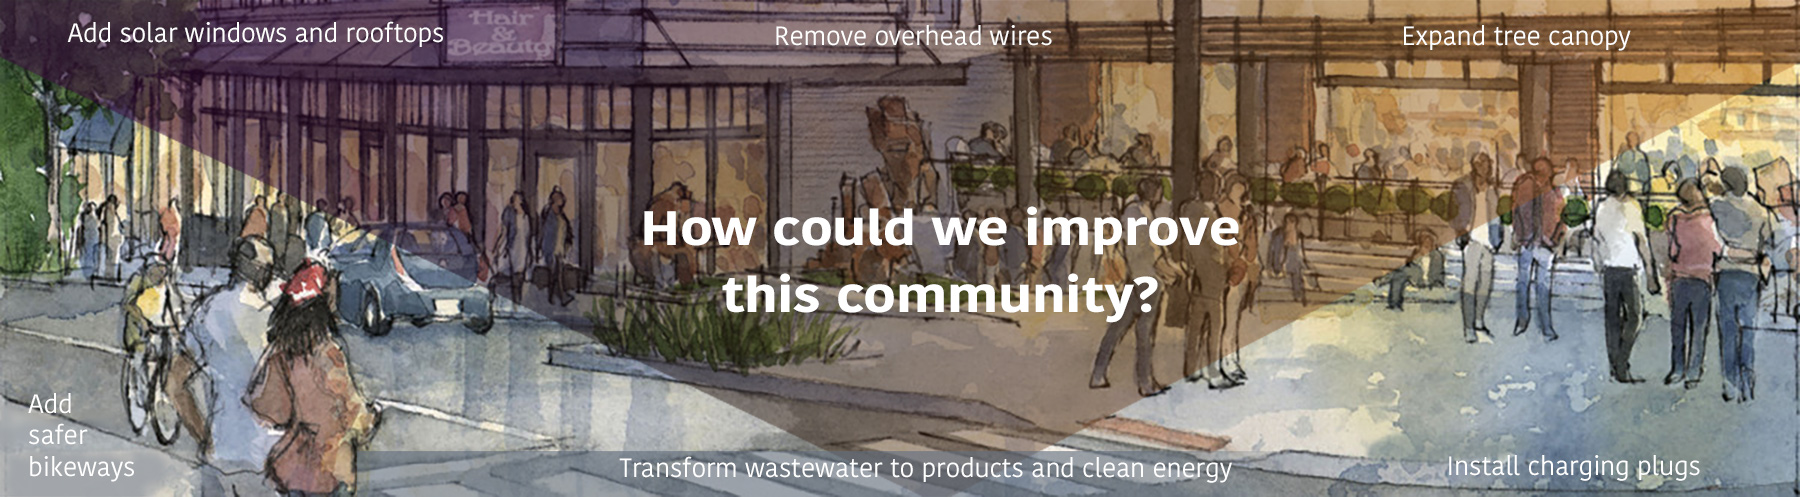 Add solar windows and rooftops
Hair
&
Beauty
Remove overhead wires
Expand tree canopy
How could we improve
this community?
Add
safer
bikeways
Transform wastewater to products and clean energy
Install charging plugs